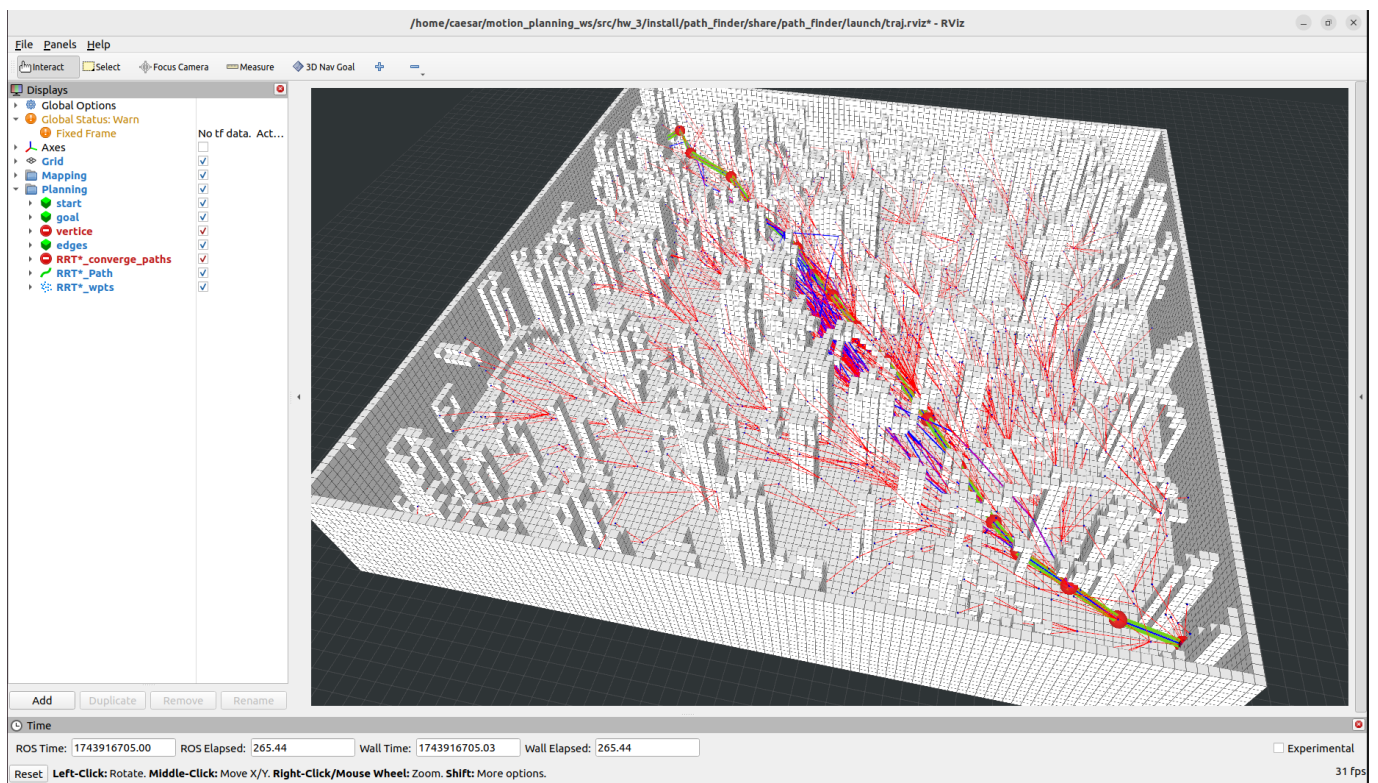 /home/caesar/motion_planning_ws/src/hw_3/install/path_finder/share/path_finder/launch/traj.rviz* - RViz
File Panels Help
Interact Select Focus Camera Measure 3D Nav Goal
Displays
Global Options
Global Status: Warn
Fixed Frame No tf data. Act...
Axes
Grid
Mapping
Planning
start
goal
vertice
edges
RRT*_converge_paths
RRT*_Path
RRT*_wpts
Add Duplicate Remove Rename
Time
ROS Time: 1743916705.00 ROS Elapsed: 265.44 Wall Time: 1743916705.03 Wall Elapsed: 265.44 Experimental
Reset Left-Click: Rotate. Middle-Click: Move X/Y. Right-Click/Mouse Wheel: Zoom. Shift: More options. 31 fps